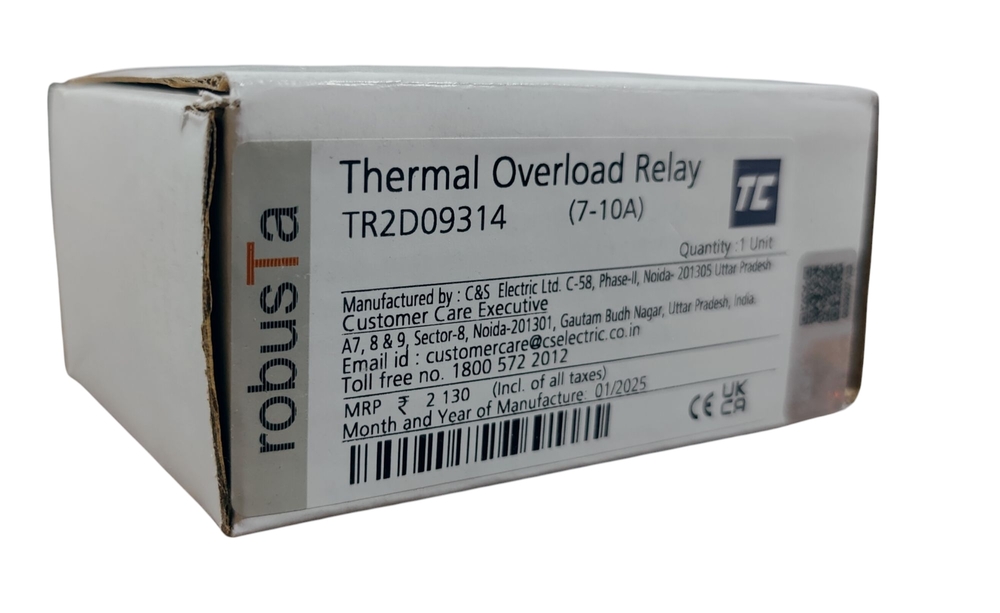 robusTa
Thermal Overload Relay
TC
TR2D09314 (7-10A)
Quantity :1 Unit
Manufactured by : C&S Electric Ltd. C-58, Phase-II, Noida- 201305 Uttar Pradesh
Customer Care Executive
A7, 8 & 9, Sector-8, Noida-201301, Gautam Budh Nagar, Uttar Pradesh, India.
Email id : customercare@cselectric.co.in
Toll free no. 1800 572 2012
MRP ₹ 2 130 (Incl. of all taxes)
Month and Year of Manufacture: 01/2025
CE UK CA